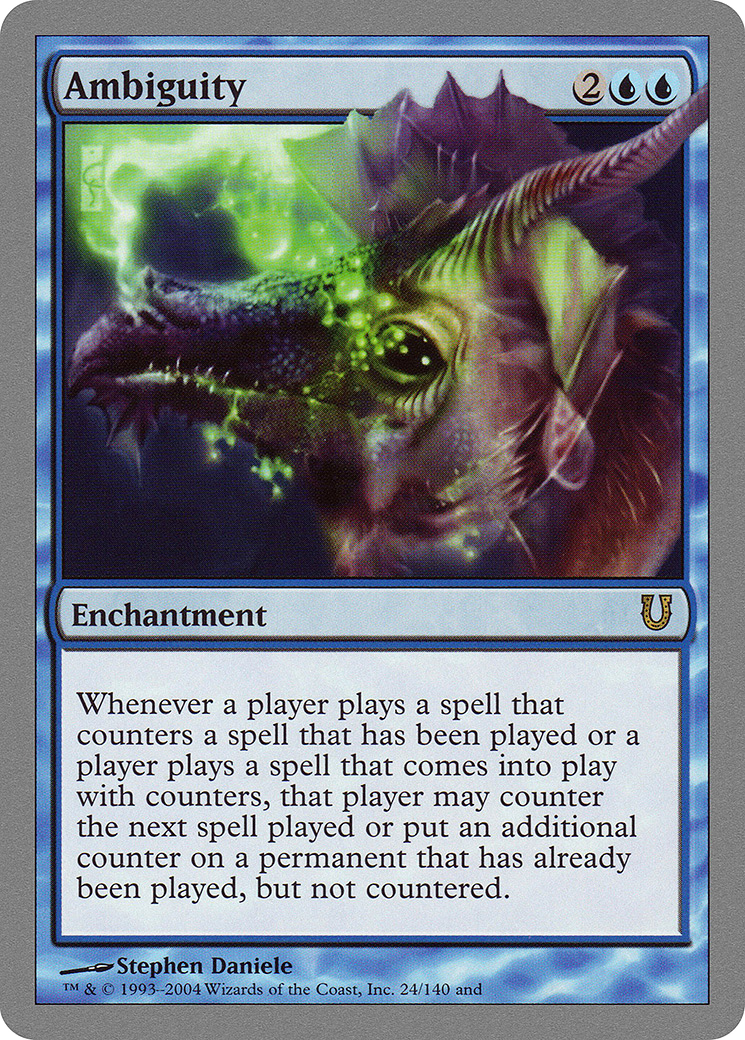 Ambiguity
2
Enchantment
Whenever a player plays a spell that
counters a spell that has been played or a
player plays a spell that comes into play
with counters, that player may counter
the next spell played or put an additional
counter on a permanent that has already
been played, but not countered.
Stephen Daniele
™ & © 1993–2004 Wizards of the Coast, Inc. 24/140 and